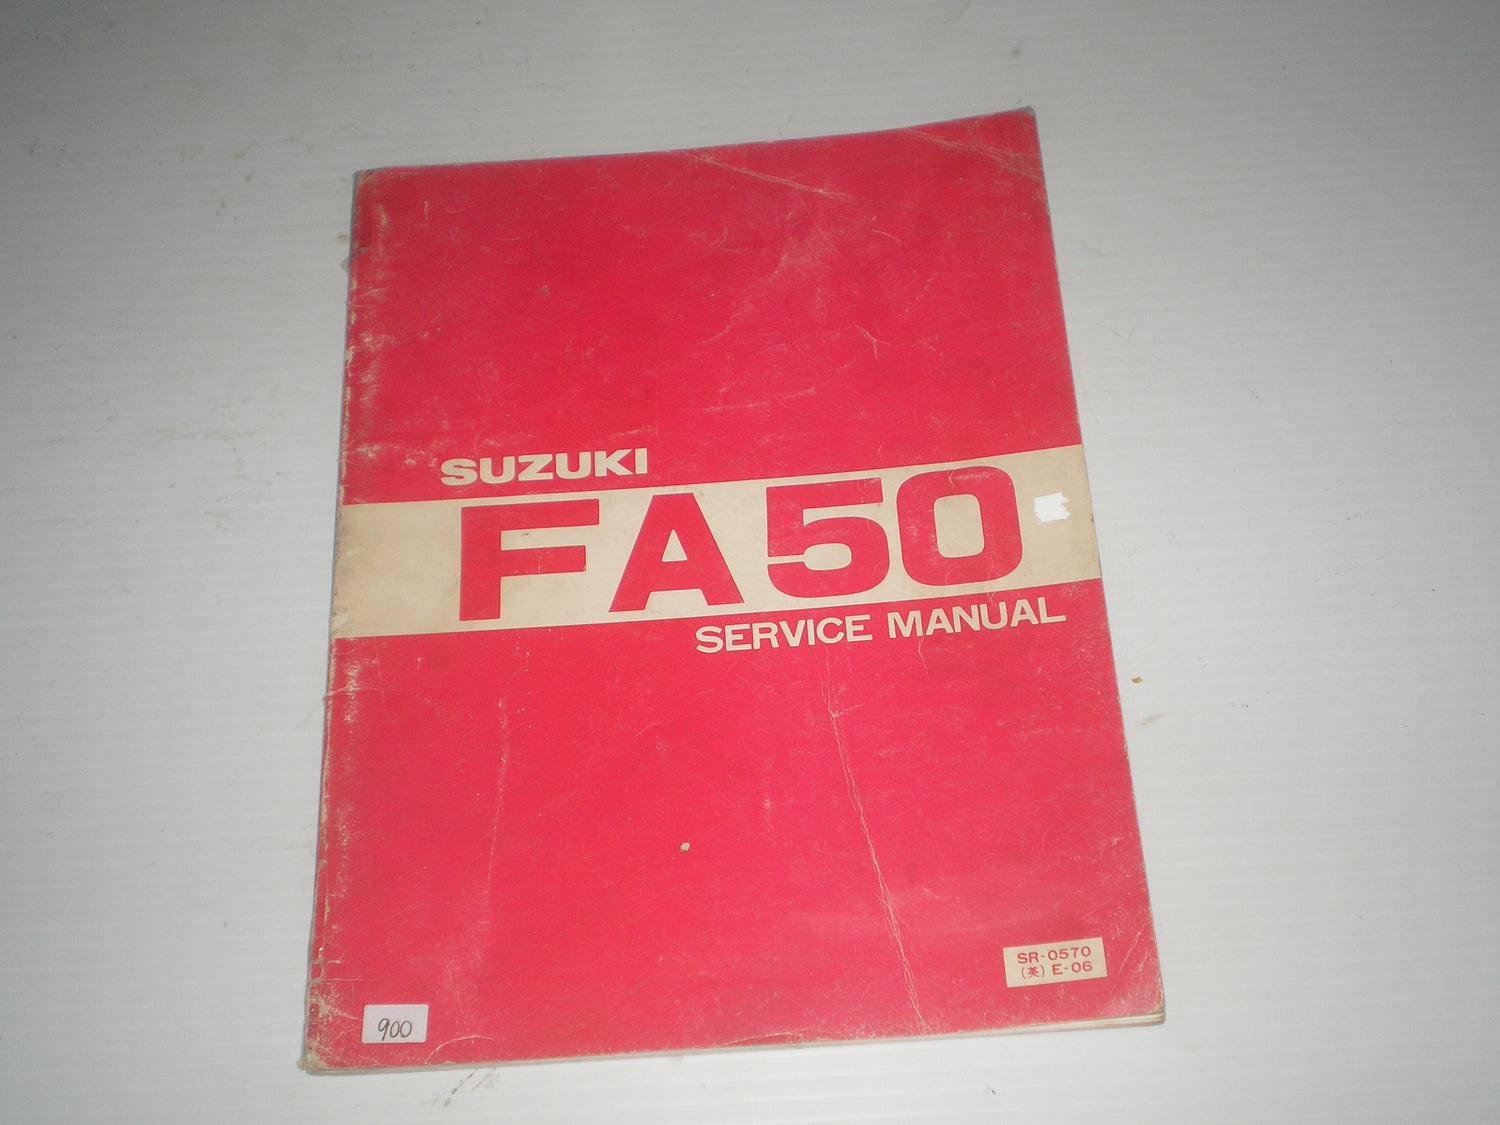 SUZUKI
FA50
SERVICE MANUAL
SR-0570
(英) E-06
900